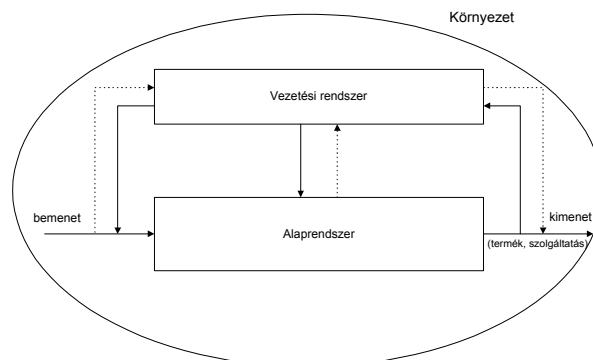 Környezet
Vezetési rendszer
bemenet
kimenet
Alaprendszer
(termék, szolgáltatás)